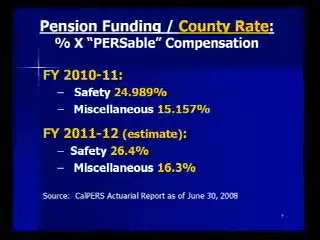 Pension Funding / County Rate:
% X “PERSable” Compensation
FY 2010-11:
– Safety 24.989%
– Miscellaneous 15.157%
FY 2011-12 (estimate):
– Safety 26.4%
– Miscellaneous 16.3%
Source: CalPERS Actuarial Report as of June 30, 2008